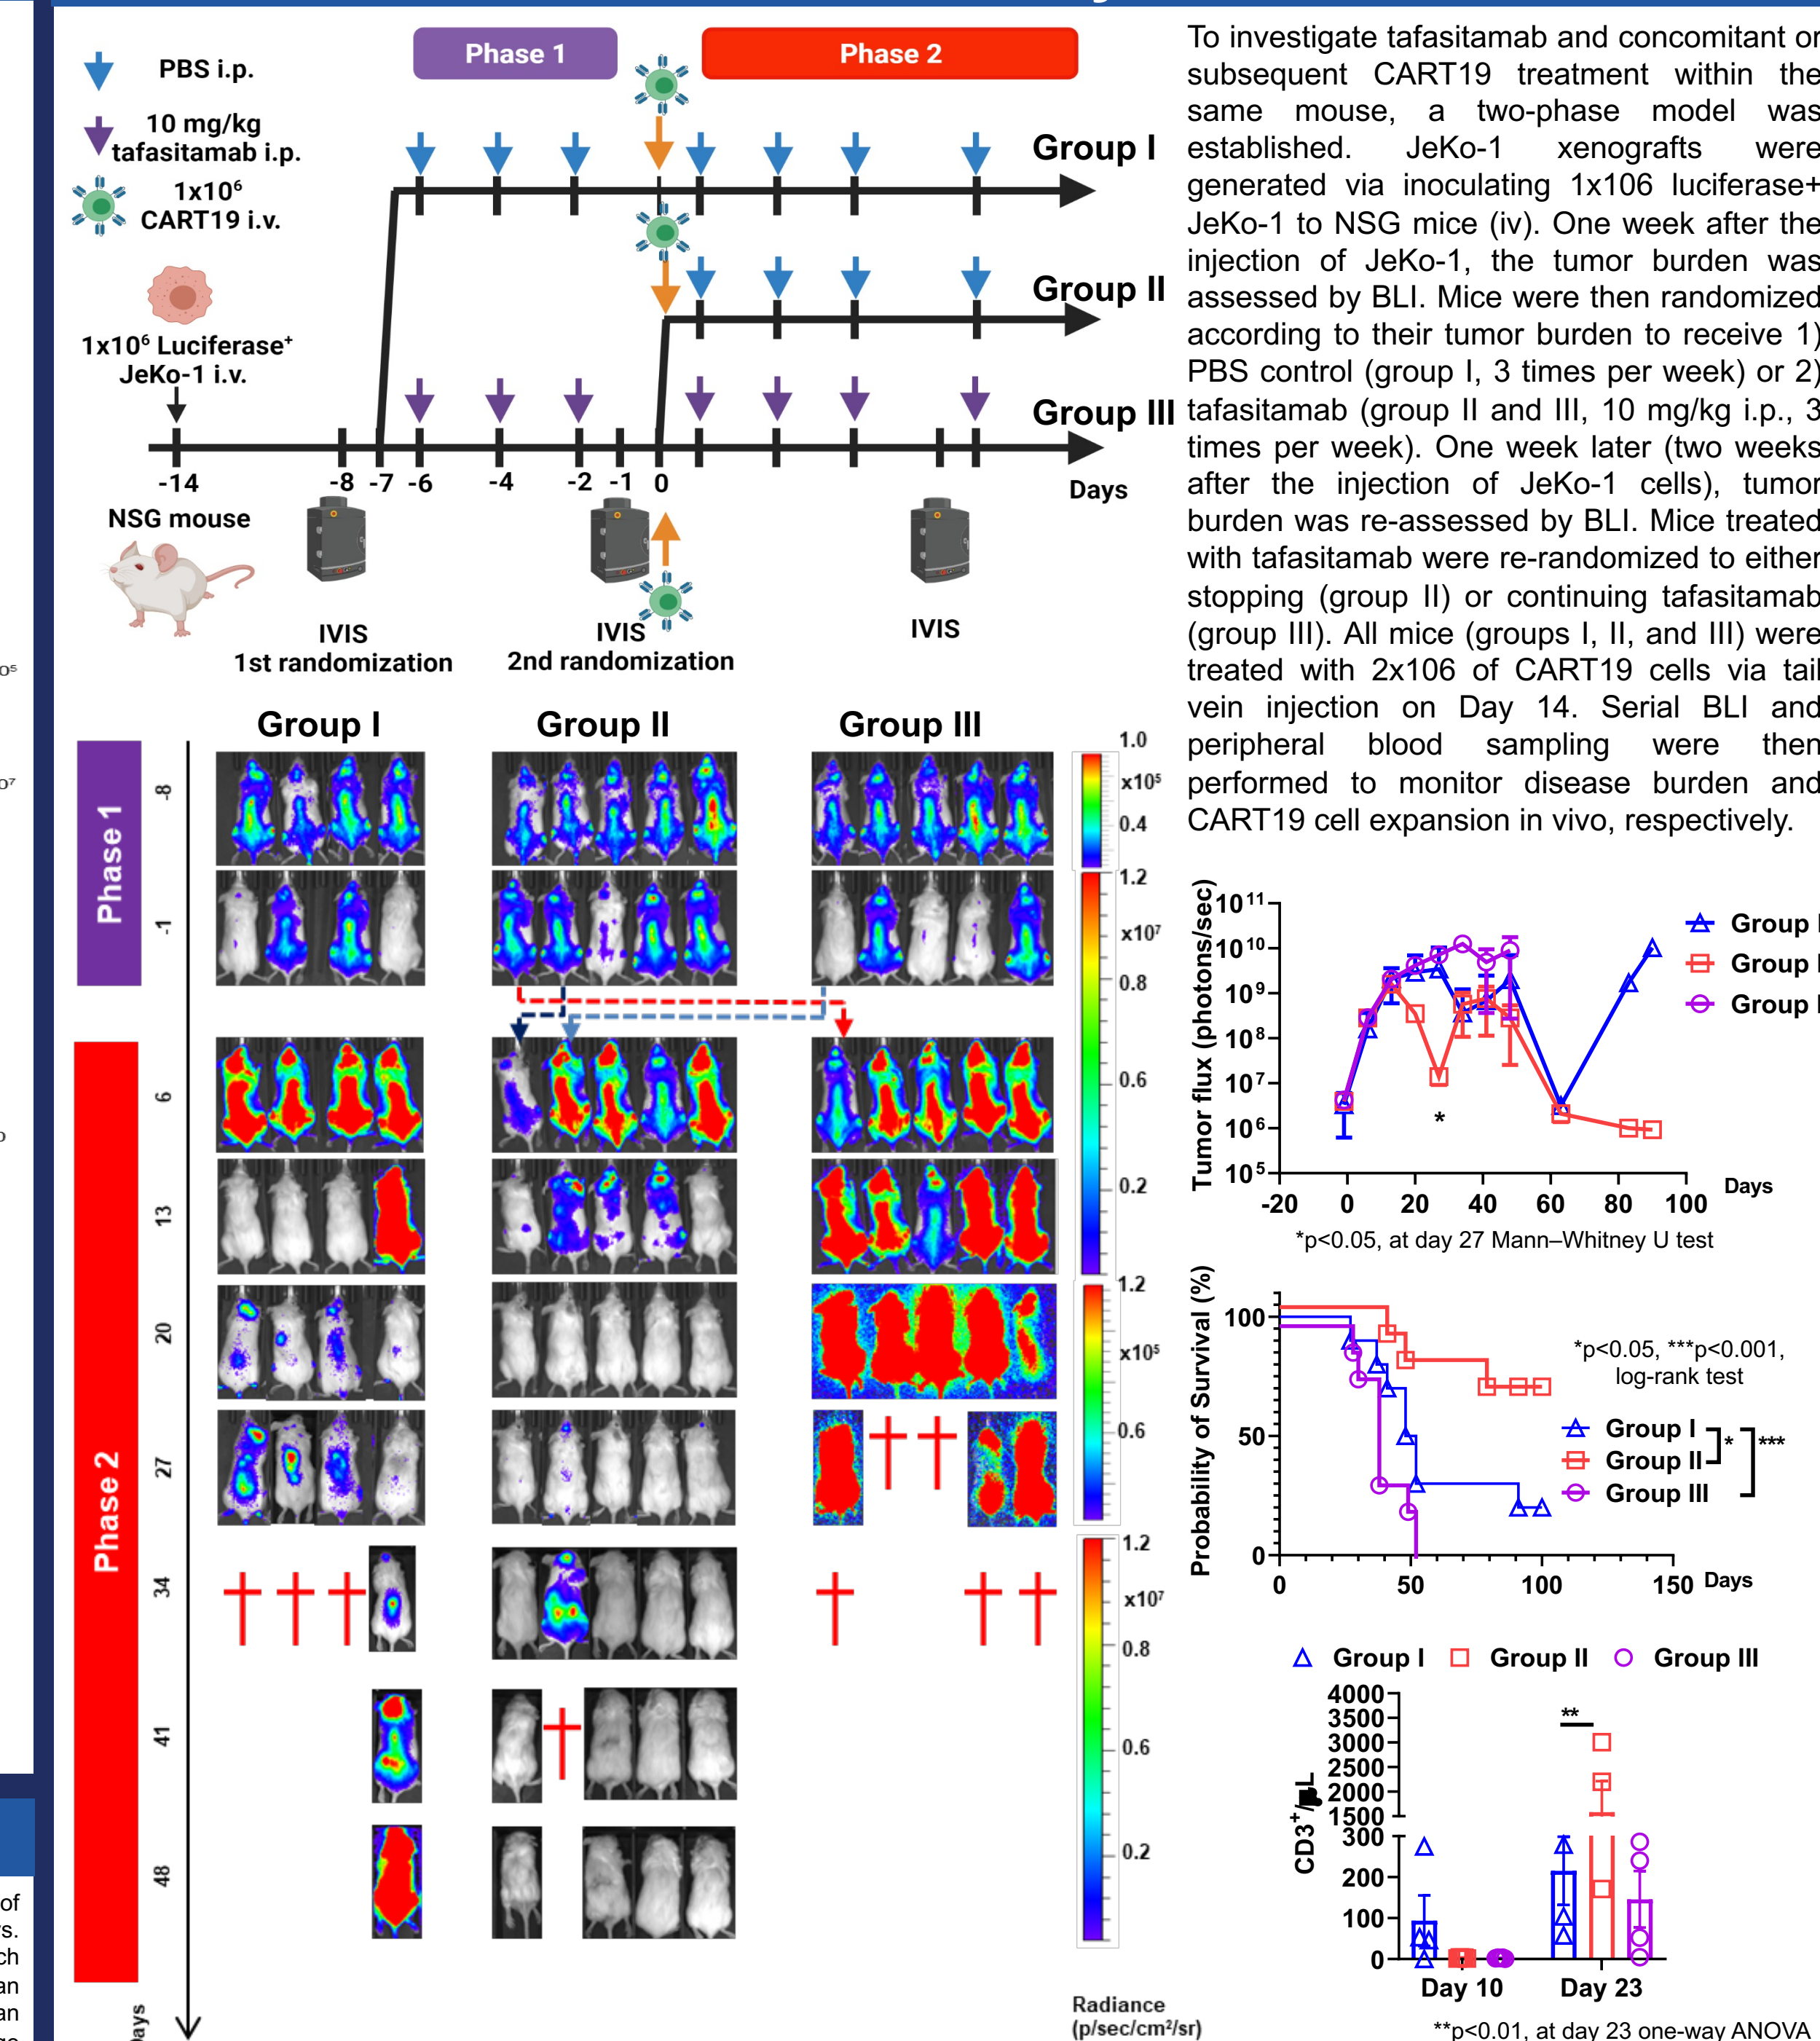 Phase 1
Phase 2
PBS i.p.
10 mg/kg
tafasitamab i.p.
1x10⁶
CART19 i.v.
1x10⁶ Luciferase⁺
JeKo-1 i.v.
Group I
Group II
Group III
-14
-8
-7
-6
-4
-2
-1
0
Days
NSG mouse
IVIS
1st randomization
IVIS
2nd randomization
IVIS
To investigate tafasitamab and concomitant or
subsequent CART19 treatment within the
same mouse, a two-phase model was
established. JeKo-1 xenografts were
generated via inoculating 1x106 luciferase+
JeKo-1 to NSG mice (iv). One week after the
injection of JeKo-1, the tumor burden was
assessed by BLI. Mice were then randomized
according to their tumor burden to receive 1)
PBS control (group I, 3 times per week) or 2)
tafasitamab (group II and III, 10 mg/kg i.p., 3
times per week). One week later (two weeks
after the injection of JeKo-1 cells), tumor
burden was re-assessed by BLI. Mice treated
with tafasitamab were re-randomized to either
stopping (group II) or continuing tafasitamab
(group III). All mice (groups I, II, and III) were
treated with 2x106 of CART19 cells via tail
vein injection on Day 14. Serial BLI and
peripheral blood sampling were then
performed to monitor disease burden and
CART19 cell expansion in vivo, respectively.
Group I
Group II
Group III
Phase 1
Phase 2
-8
-1
6
13
20
27
34
41
48
1.0
x10⁵
0.4
1.2
x10⁷
0.8
0.6
0.2
1.2
x10⁵
0.6
1.2
x10⁷
0.8
0.6
0.2
Radiance
(p/sec/cm²/sr)
Tumor flux (photons/sec)
10¹¹
10¹⁰
10⁹
10⁸
10⁷
10⁶
10⁵
-20
0
20
40
60
80
100
Days
*
Group
Group
Group
*p<0.05, at day 27 Mann–Whitney U test
Probability of Survival (%)
100
50
0
0
50
100
150
Days
*p<0.05, ***p<0.001,
log-rank test
Group I
Group II
Group III
*
***
Group I
Group II
Group III
CD3⁺/µL
4000
3500
3000
2500
2000
1500
300
200
100
0
**
Day 10
Day 23
**p<0.01, at day 23 one-way ANOVA
of
an
an